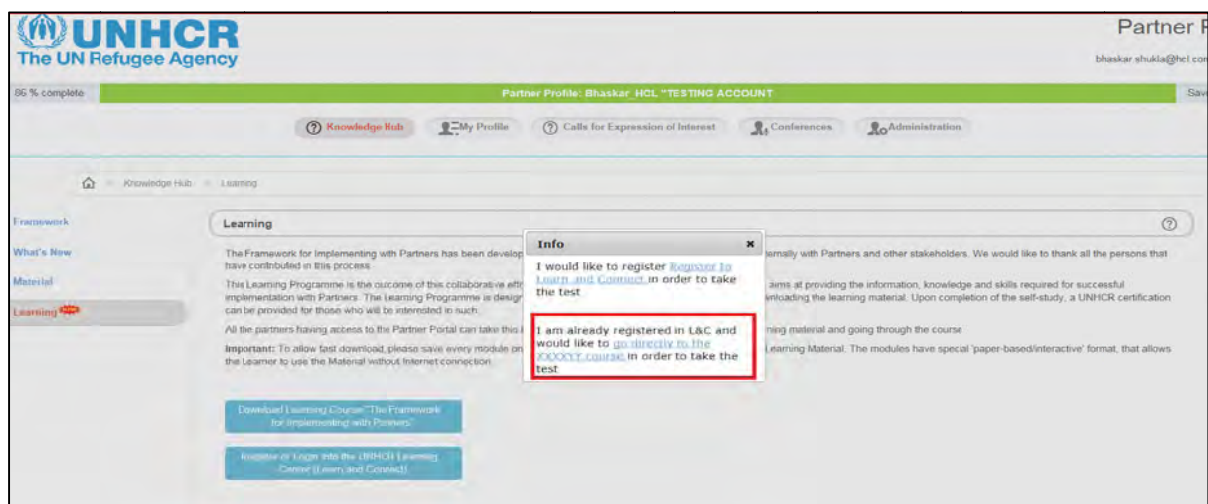 UNHCR
The UN Refugee Agency
Partner
bhaskar shukla@hcl.com
86 % complete
Partner Profile: Bhaskar_HCL "TESTING ACCOUNT
Save
Knowledge Hub
My Profile
Calls for Expression of Interest
Conferences
Administration
Knowledge Hub
Learning
Framework
What's New
Material
Learning
Learning
The Framework for Implementing with Partners has been develop
ernally with Partners and other stakeholders. We would like to thank all the persons that
have contributed in this process
This Learning Programme is the outcome of this collaborative eff
aims at providing the information, knowledge and skills required for successful
implementation with Partners. The Learning Programme is design
wnloading the learning material. Upon completion of the self-study, a UNHCR certification
can be provided for those who will be interested in such.
All the partners having access to the Partner Portal can take this
ning material and going through the course
Important: To allow fast download, please save every module on
Learning Material. The modules have special 'paper-based/interactive' format, that allows
the Learner to use the Material without Internet connection.
Info
I would like to register Register to
Learn and Connect in order to take
the test
I am already registered in L&C and
would like to go directly to the
XXXXYY course in order to take the
test
Download Learning Course "The Framework
for Implementing with Partners"
Register or Login into the UNHCR Learning
Center (Learn and Connect)